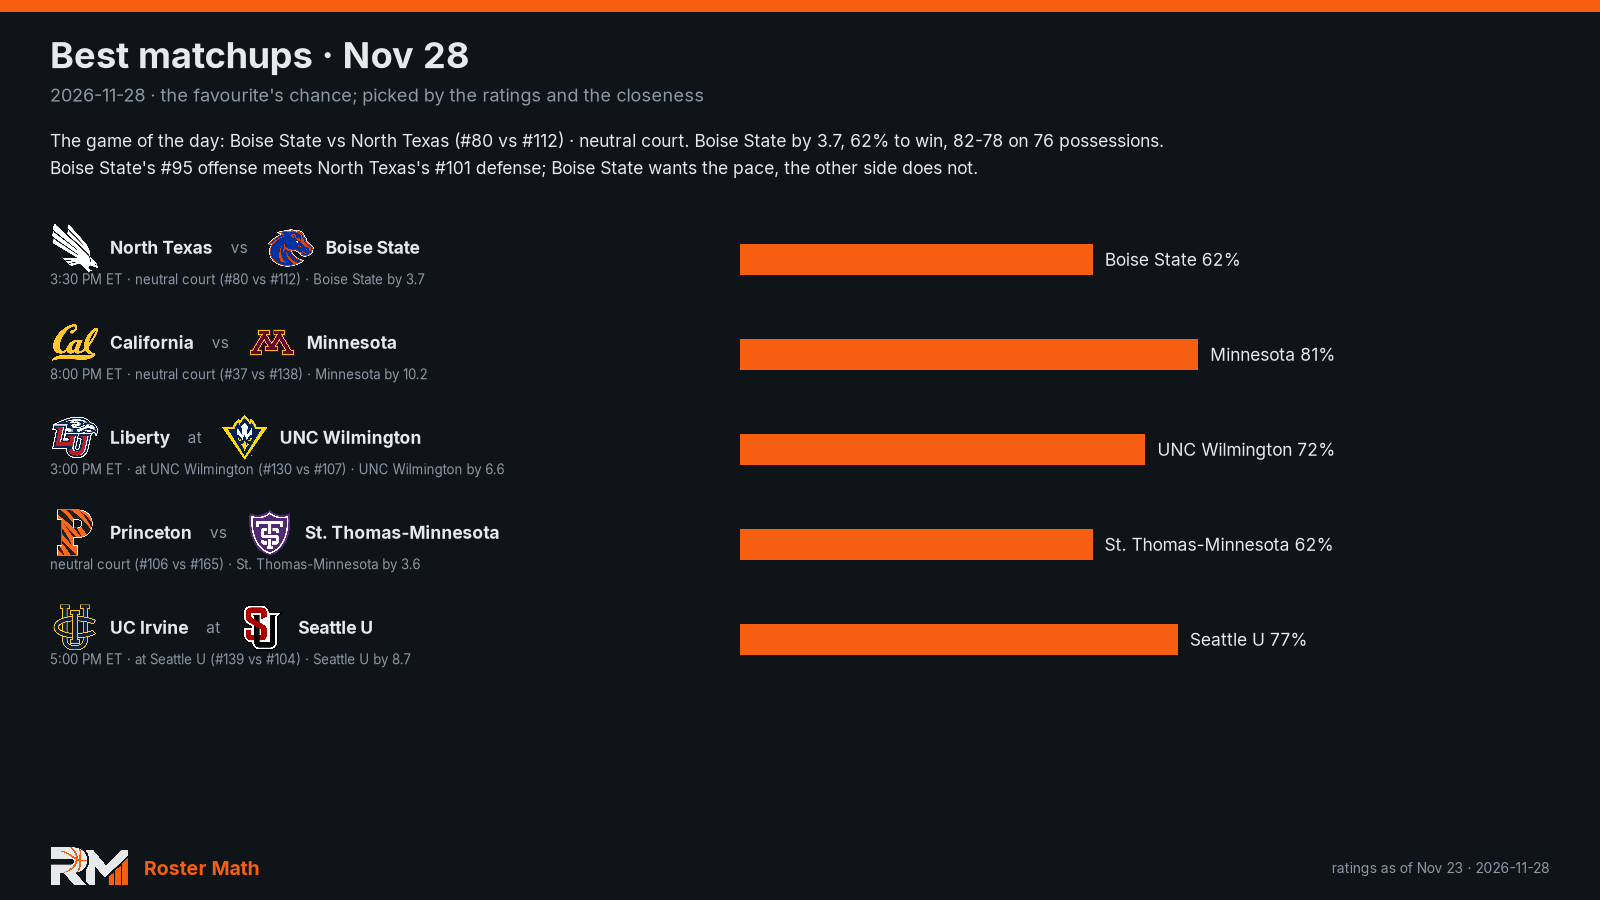 Best matchups · Nov 28
2026-11-28 · the favourite's chance; picked by the ratings and the closeness
The game of the day: Boise State vs North Texas (#80 vs #112) · neutral court. Boise State by 3.7, 62% to win, 82-78 on 76 possessions.
Boise State's #95 offense meets North Texas's #101 defense; Boise State wants the pace, the other side does not.
North Texas vs Boise State
3:30 PM ET · neutral court (#80 vs #112) · Boise State by 3.7
Boise State 62%
Cal California vs M Minnesota
8:00 PM ET · neutral court (#37 vs #138) · Minnesota by 10.2
Minnesota 81%
LU Liberty at UNC Wilmington
3:00 PM ET · at UNC Wilmington (#130 vs #107) · UNC Wilmington by 6.6
UNC Wilmington 72%
P Princeton vs St. Thomas-Minnesota
neutral court (#106 vs #165) · St. Thomas-Minnesota by 3.6
St. Thomas-Minnesota 62%
UC Irvine at SU Seattle U
5:00 PM ET · at Seattle U (#139 vs #104) · Seattle U by 8.7
Seattle U 77%
RM Roster Math
ratings as of Nov 23 · 2026-11-28